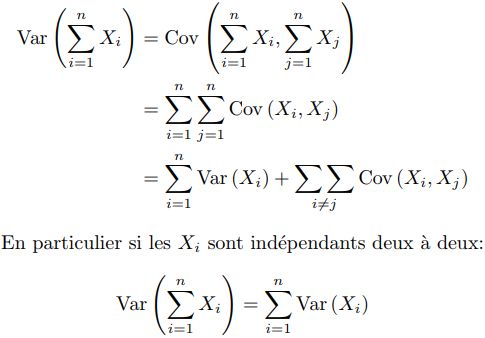 Var(∑_{i=1}^{n} X_i) = Cov(∑_{i=1}^{n} X_i, ∑_{j=1}^{n} X_j)
= ∑_{i=1}^{n} ∑_{j=1}^{n} Cov (X_i, X_j)
= ∑_{i=1}^{n} Var (X_i) + ∑∑_{i≠j} Cov (X_i, X_j)
En particulier si les X_i sont indépendants deux à deux:
Var(∑_{i=1}^{n} X_i) = ∑_{i=1}^{n} Var (X_i)